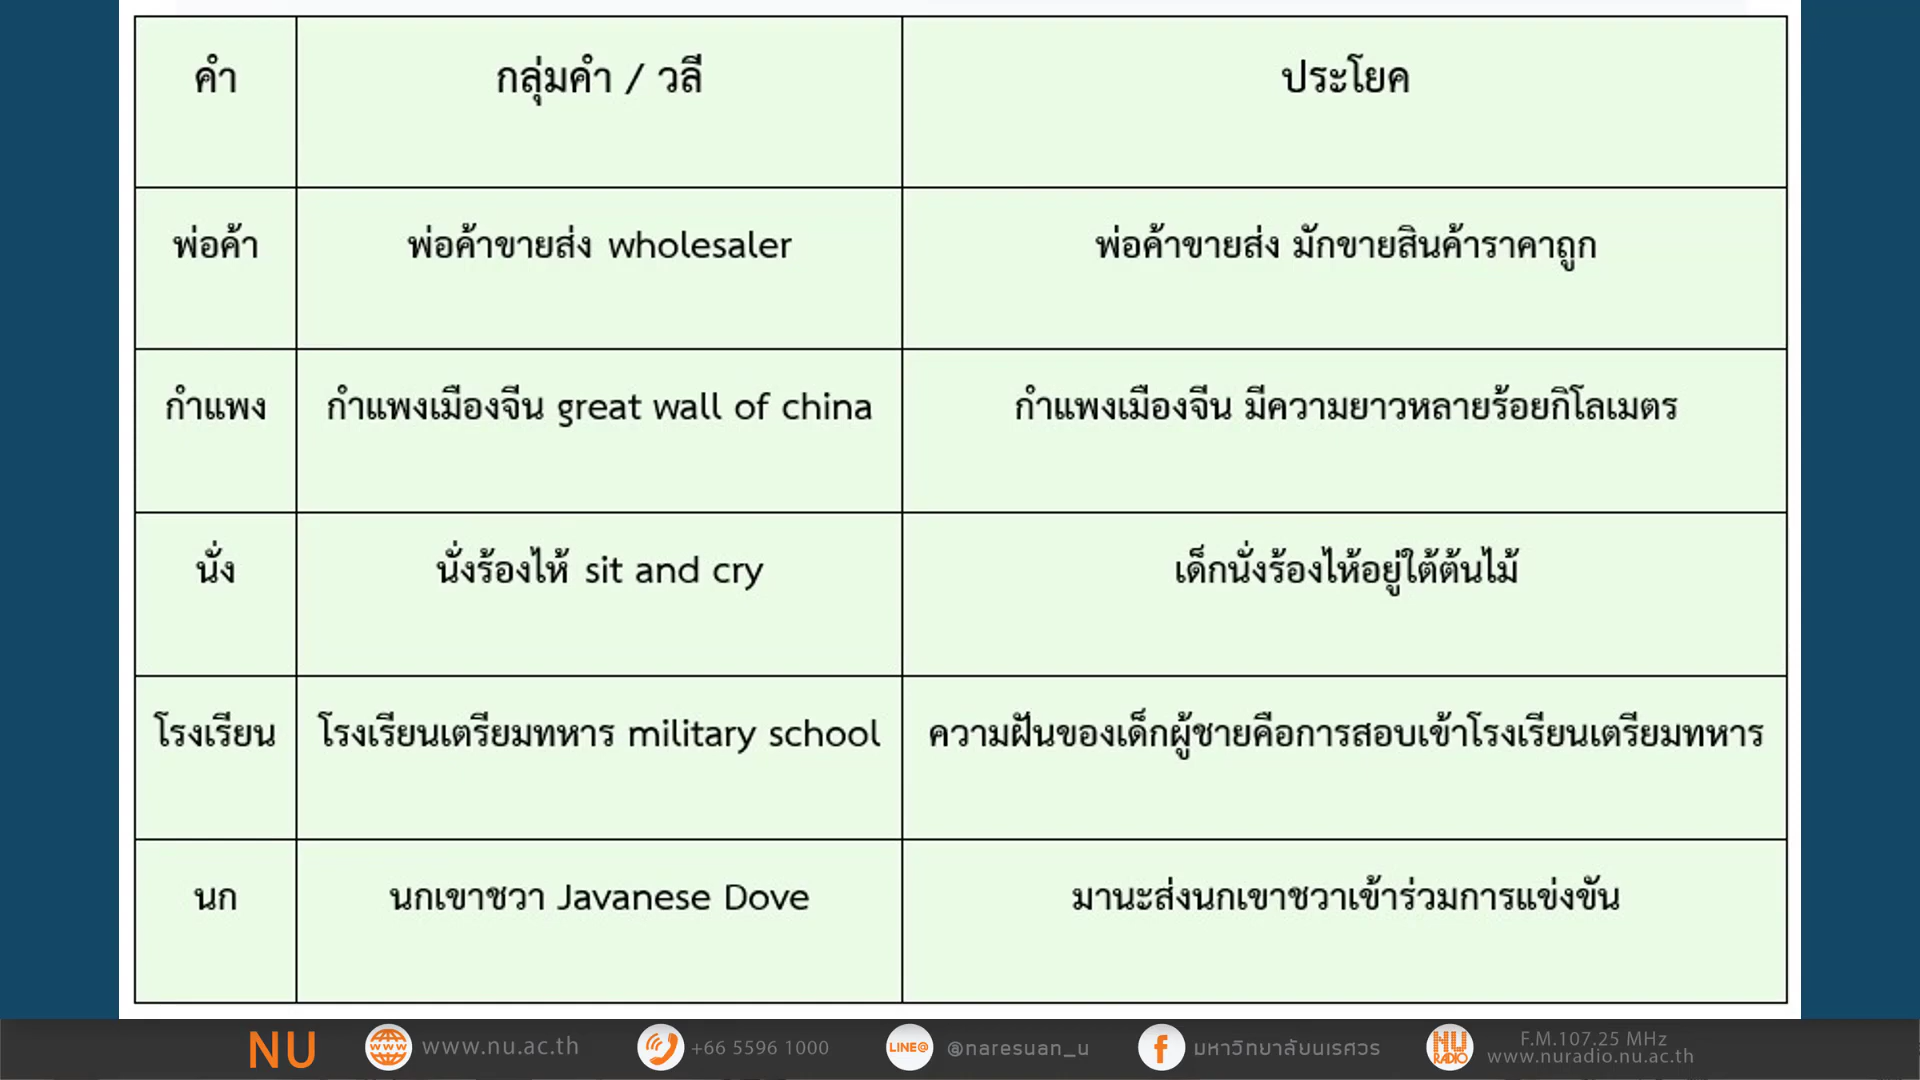 คำ กลุ่มคำ / วลี ประโยค
พ่อค้า พ่อค้าขายส่ง wholesaler พ่อค้าขายส่ง มักขายสินค้าราคาถูก
กำแพง กำแพงเมืองจีน great wall of china กำแพงเมืองจีน มีความยาวหลายร้อยกิโลเมตร
นั่ง นั่งร้องไห้ sit and cry เด็กนั่งร้องไห้อยู่ใต้ต้นไม้
โรงเรียน โรงเรียนเตรียมทหาร military school ความฝันของเด็กผู้ชายคือการสอบเข้าโรงเรียนเตรียมทหาร
นก นกเขาชวา Javanese Dove มานะส่งนกเขาชวาเข้าร่วมการแข่งขัน
NU www www.nu.ac.th +66 5596 1000 LINE@ @naresuan_u f มหาวิทยาลัยนเรศวร NU RADIO F.M.107.25 MHz
www.nuradio.nu.ac.th